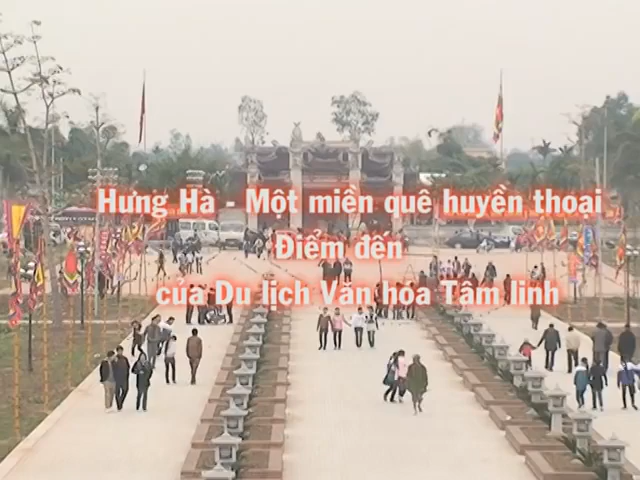 Hưng Hà - Một miền quê huyền thoại
Điểm đến
của Du lịch Văn hóa Tâm linh